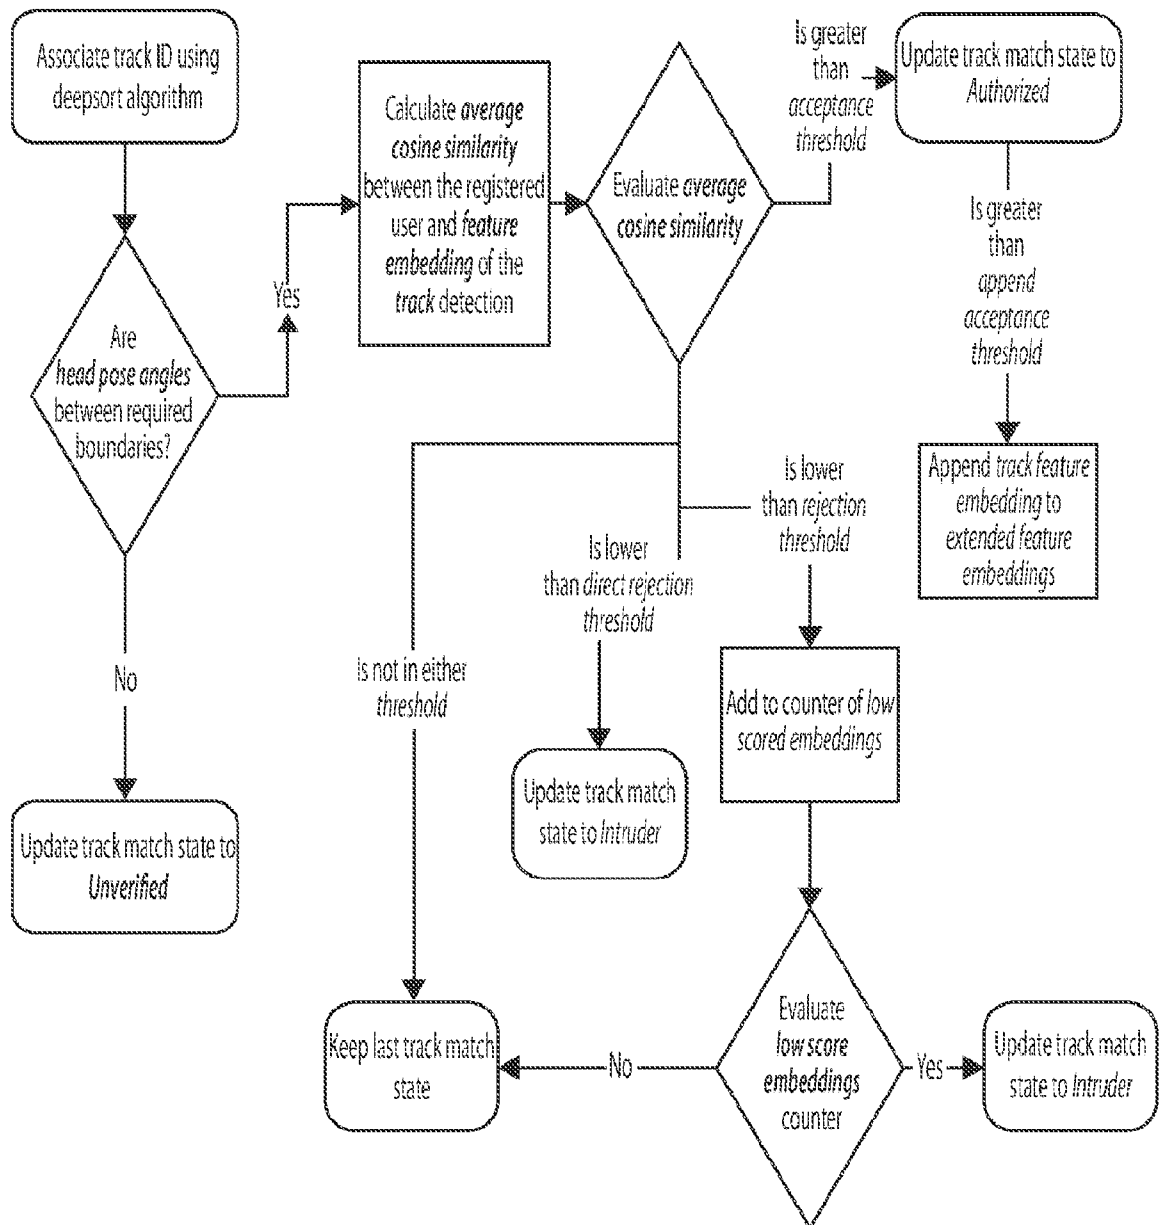 Associate track ID using
deepsort algorithm
Are
head pose angles
between required
boundaries?
Yes
No
Update track match state to
Unverified
Calculate average
cosine similarity
between the registered
user and feature
embedding of the
track detection
Evaluate average
cosine similarity
Is greater
than
acceptance
threshold
Update track match state to
Authorized
Is greater
than
append
acceptance
threshold
Append track feature
embedding to
extended feature
embeddings
Is lower
than rejection
threshold
Is lower
than direct rejection
threshold
is not in either
threshold
Update track match
state to Intruder
Add to counter of low
scored embeddings
Evaluate
low score
embeddings
counter
No
Keep last track match
state
Yes
Update track match
state to Intruder